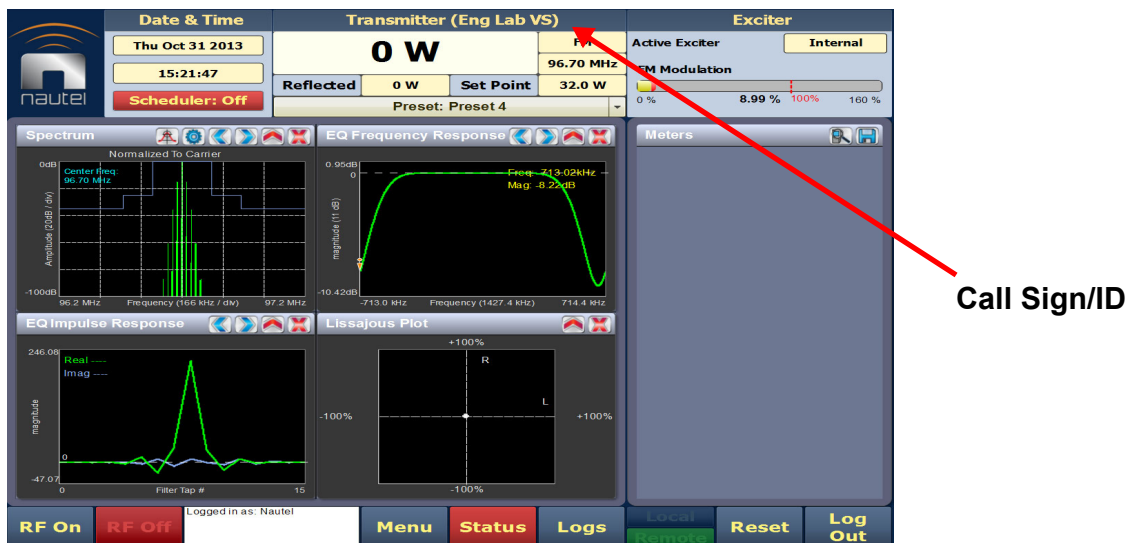 nautel
Date & Time
Thu Oct 31 2013
15:21:47
Scheduler: Off
Transmitter (Eng Lab VS)
0 W
96.70 MHz
Reflected 0 W Set Point 32.0 W
Preset: Preset 4
Exciter
Active Exciter Internal
Modulation
0 % 8.99 % 100% 160 %
Spectrum
Normalized To Carrier
0dB
Center Freq:
96.70 MHz
Amplitude (20dB / div)
-100dB
96.2 MHz Frequency (166 kHz / div) 97.2 MHz
EQ Frequency Response
0.95dB
0
Freq: 713.02kHz
Mag: -8.22dB
magnitude (11 dB)
-10.42dB
-713.0 kHz Frequency (1427.4 kHz) 714.4 kHz
Meters
Call Sign/ID
EQ Impulse Response
246.08
Real ----
Imag ----
magnitude
0
-47.07
0 Filter Tap # 15
Lissajous Plot
+100%
R
L
-100% +100%
-100%
RF On
RF Off
Logged in as: Nautel
Menu
Status
Logs
Local
Remote
Reset
Log
Out